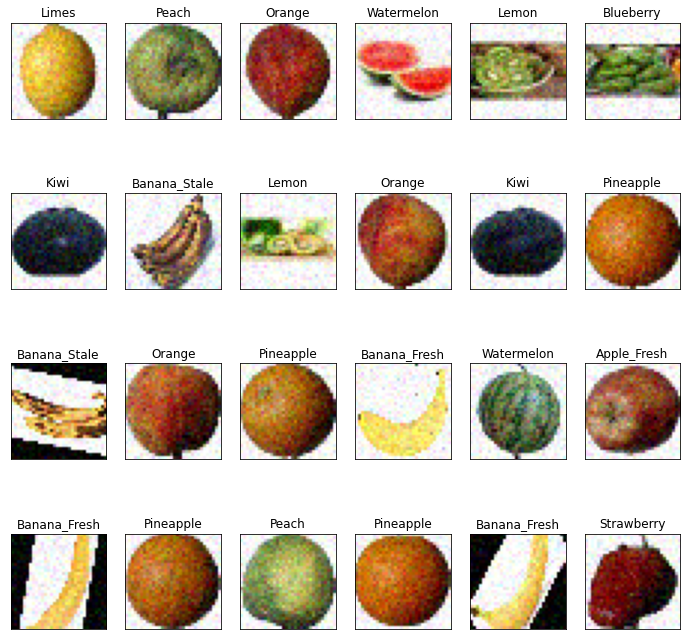 Limes Peach Orange Watermelon Lemon Blueberry
Kiwi Banana_Stale Lemon Orange Kiwi Pineapple
Banana_Stale Orange Pineapple Banana_Fresh Watermelon Apple_Fresh
Banana_Fresh Pineapple Peach Pineapple Banana_Fresh Strawberry